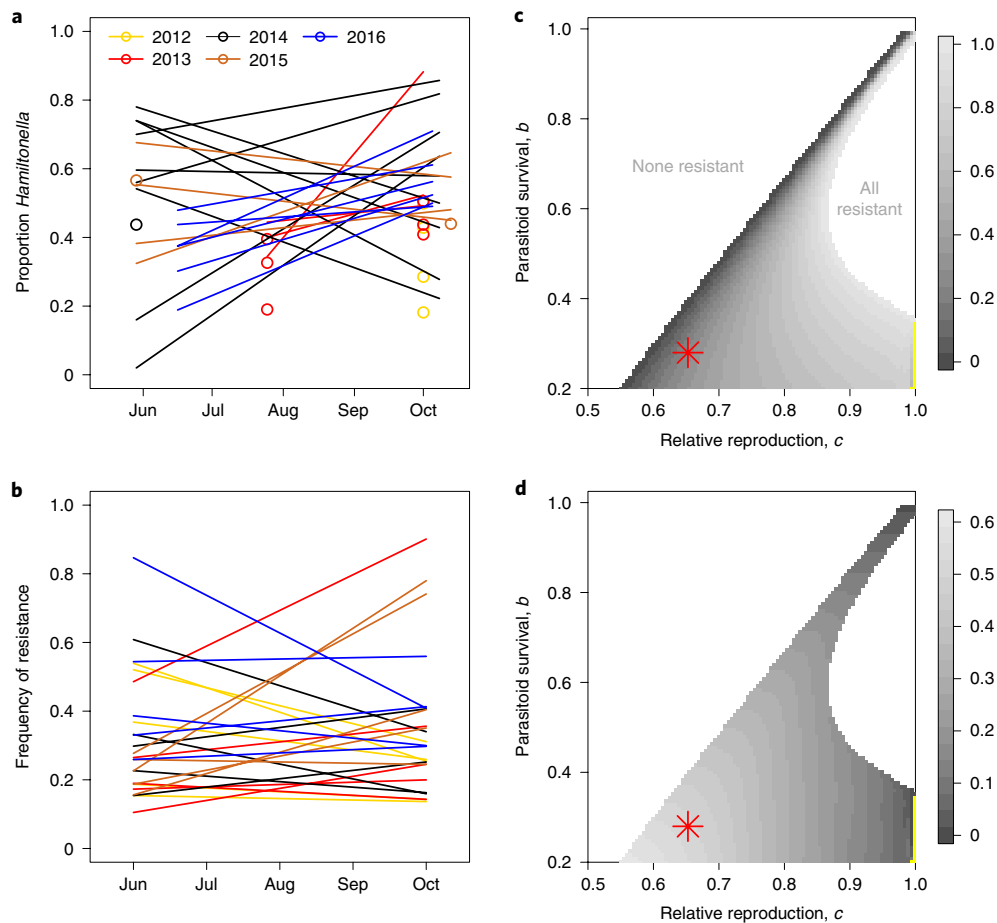 a
1.0
0.8
0.6
0.4
0.2
0
Proportion Hamiltonella
2012 2014 2016
2013 2015
Jun Jul Aug Sep Oct
c
1.0
0.8
0.6
0.4
0.2
Parasitoid survival, b
None resistant
All
resistant
0.5 0.6 0.7 0.8 0.9 1.0
Relative reproduction, c
1.0
0.8
0.6
0.4
0.2
0
b
1.0
0.8
0.6
0.4
0.2
0
Frequency of resistance
Jun Jul Aug Sep Oct
d
1.0
0.8
0.6
0.4
0.2
Parasitoid survival, b
0.5 0.6 0.7 0.8 0.9 1.0
Relative reproduction, c
0.6
0.5
0.4
0.3
0.2
0.1
0